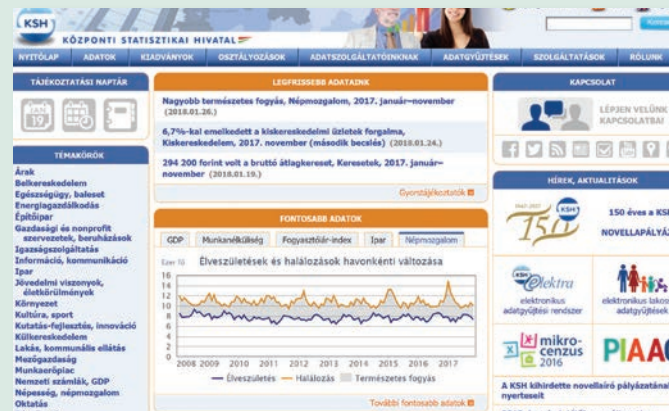 KSH
KÖZPONTI STATISZTIKAI HIVATAL
NYITÓLAP ADATOK KIADVÁNYOK OSZTÁLYOZÁSOK ADATSZOLGÁLTATÓINKNAK ADATGYŰJTÉSEK SZOLGÁLTATÁSOK RÓLUNK
TÁJÉKOZTATÁSI NAPTÁR
JAN
19
TÉMAKÖRÖK
Árak
Belkereskedelem
Egészségügy, baleset
Energiagazdálkodás
Építőipar
Gazdasági és nonprofit
szervezetek, beruházások
Igazságszolgáltatás
Információ, kommunikáció
Ipar
Jövedelmi viszonyok,
életkörülmények
Környezet
Kultúra, sport
Kutatás-fejlesztés, innováció
Külkereskedelem
Lakás, kommunális ellátás
Mezőgazdaság
Munkaerőpiac
Nemzeti számlák, GDP
Népesség, népmozgalom
Oktatás
LEGFRISSEBB ADATAINK
Nagyobb természetes fogyás, Népmozgalom, 2017. január–november
(2018.01.26.)
6,7%-kal emelkedett a kiskereskedelmi üzletek forgalma,
Kiskereskedelem, 2017. november (második becslés) (2018.01.24.)
294 200 forint volt a bruttó átlagkereset, Keresetek, 2017. január–
november (2018.01.19.)
Gyorstájékoztatók
FONTOSABB ADATOK
GDP Munkanélküliség Fogyasztóiár-index Ipar Népmozgalom
Ezer fő
Élveszületések és halálozások havonkénti változása
16
14
12
10
8
6
4
2
0
2008 2009 2010 2011 2012 2013 2014 2015 2016 2017
Élveszületés Halálozás Természetes fogyás
További fontosabb adatok
KAPCSOLAT
LÉPJEN VELÜNK
KAPCSOLATBA!
HÍREK, AKTUALITÁSOK
KSH
150
150 éves a KSH
NOVELLAPÁLYÁZ
KSH
elektra
elektronikus
adatgyűjtési rendszer
elektronikus lakos
adatgyűjtések
mikro-
cenzus
2016
PIAAC
A KSH kihirdette novellaíró pályázatának
nyerteseit